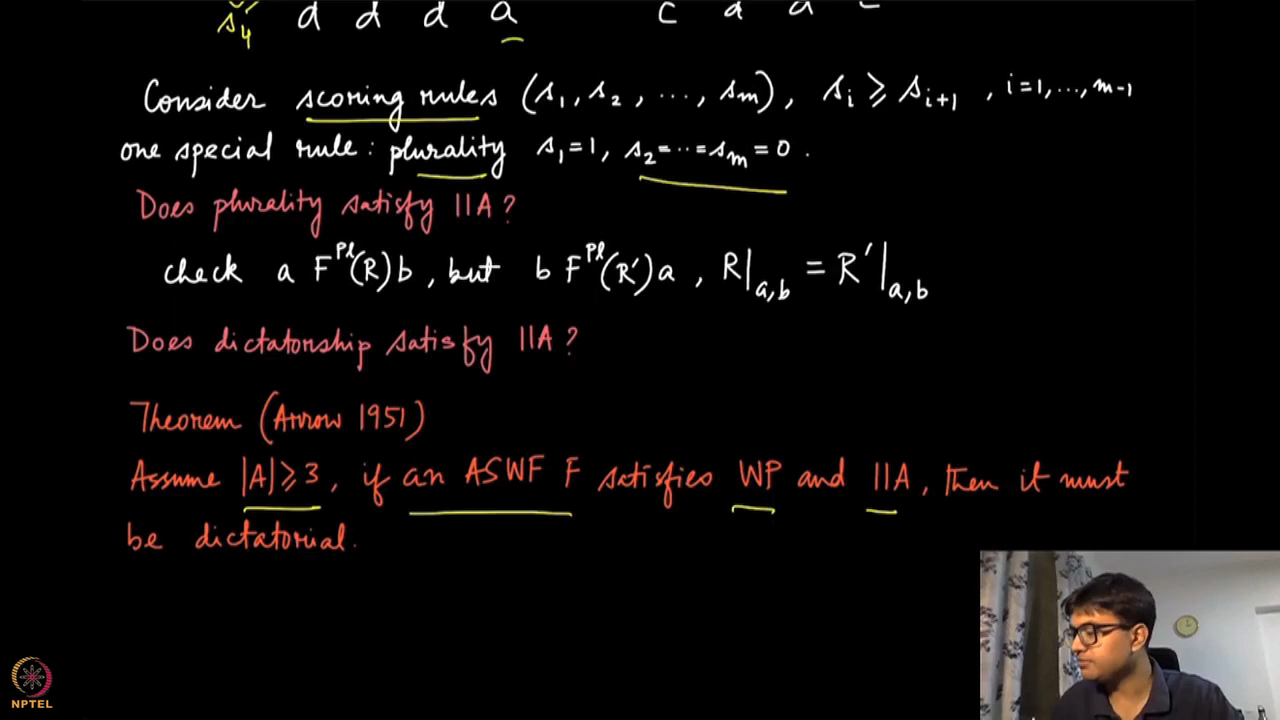 s₄ d d d a c d d
Consider scoring rules (s₁, s₂, ..., sₘ), sᵢ ≥ sᵢ₊₁, i=1,...,m-1
one special rule: plurality s₁=1, s₂=...=sₘ=0.
Does plurality satisfy IIA?
check a F^Pl(R) b, but b F^Pl(R′) a, R|a,b = R′|a,b
Does dictatorship satisfy IIA?
Theorem (Arrow 1951)
Assume |A|≥3, if an ASWF F satisfies WP and IIA, then it must
be dictatorial.
NPTEL